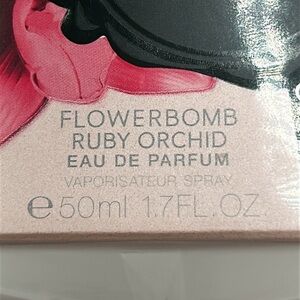 FLOWERBOMB
RUBY ORCHID
EAU DE PARFUM
VAPORISATEUR SPRAY
℮50ml 1.7FL.OZ